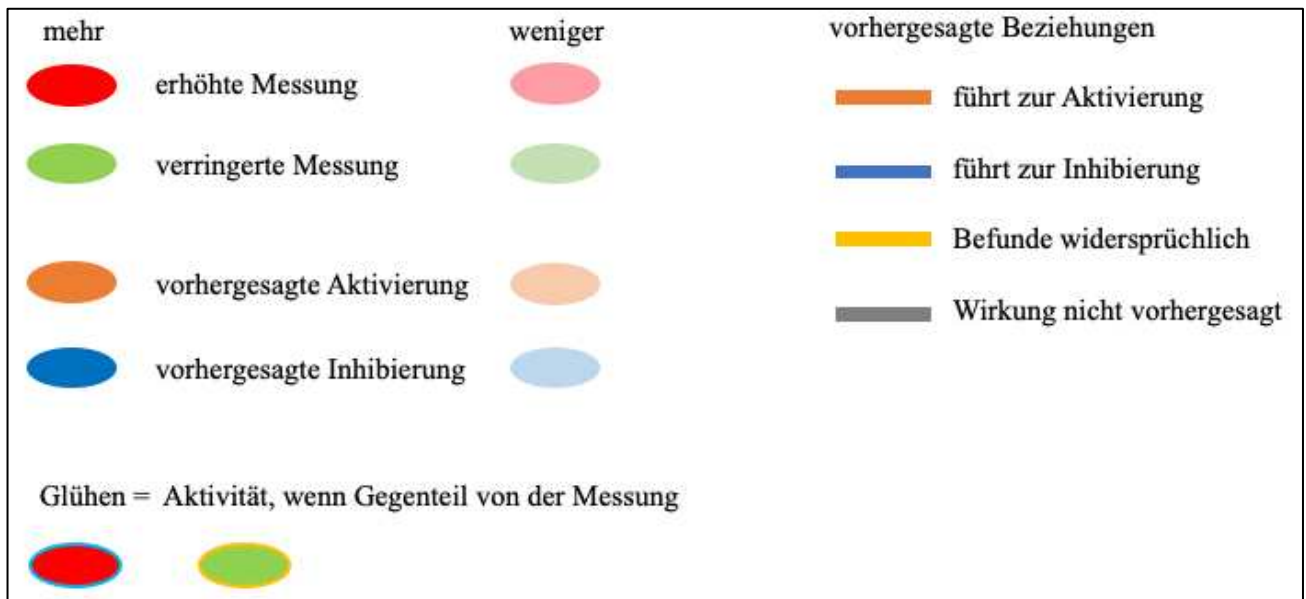 mehr
weniger
vorhergesagte Beziehungen
erhöhte Messung
führt zur Aktivierung
verringerte Messung
führt zur Inhibierung
Befunde widersprüchlich
vorhergesagte Aktivierung
Wirkung nicht vorhergesagt
vorhergesagte Inhibierung
Glühen = Aktivität, wenn Gegenteil von der Messung